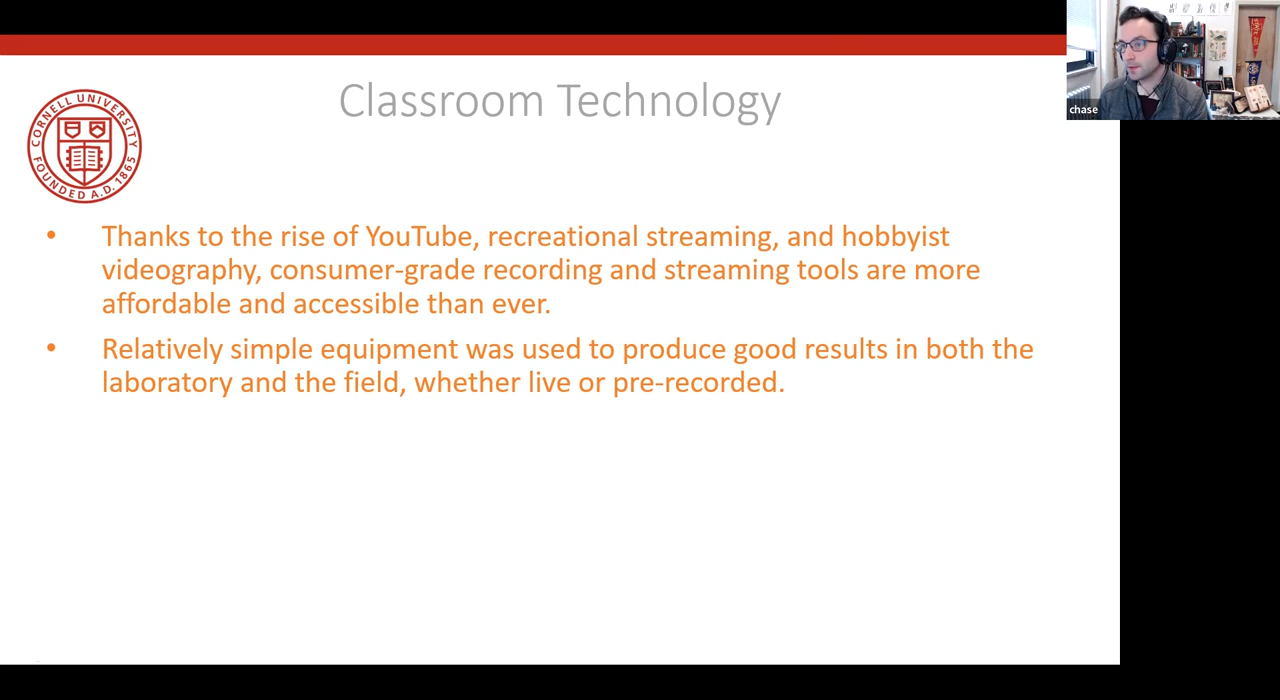 Classroom Technology
chase
CORNELL UNIVERSITY
FOUNDED A.D. 1865
• Thanks to the rise of YouTube, recreational streaming, and hobbyist
videography, consumer-grade recording and streaming tools are more
affordable and accessible than ever.
• Relatively simple equipment was used to produce good results in both the
laboratory and the field, whether live or pre-recorded.